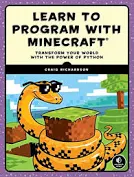 LEARN TO PROGRAM WITH
MINECRAFT®
TRANSFORM YOUR WORLD
WITH THE POWER OF PYTHON
CRAIG RICHARDSON